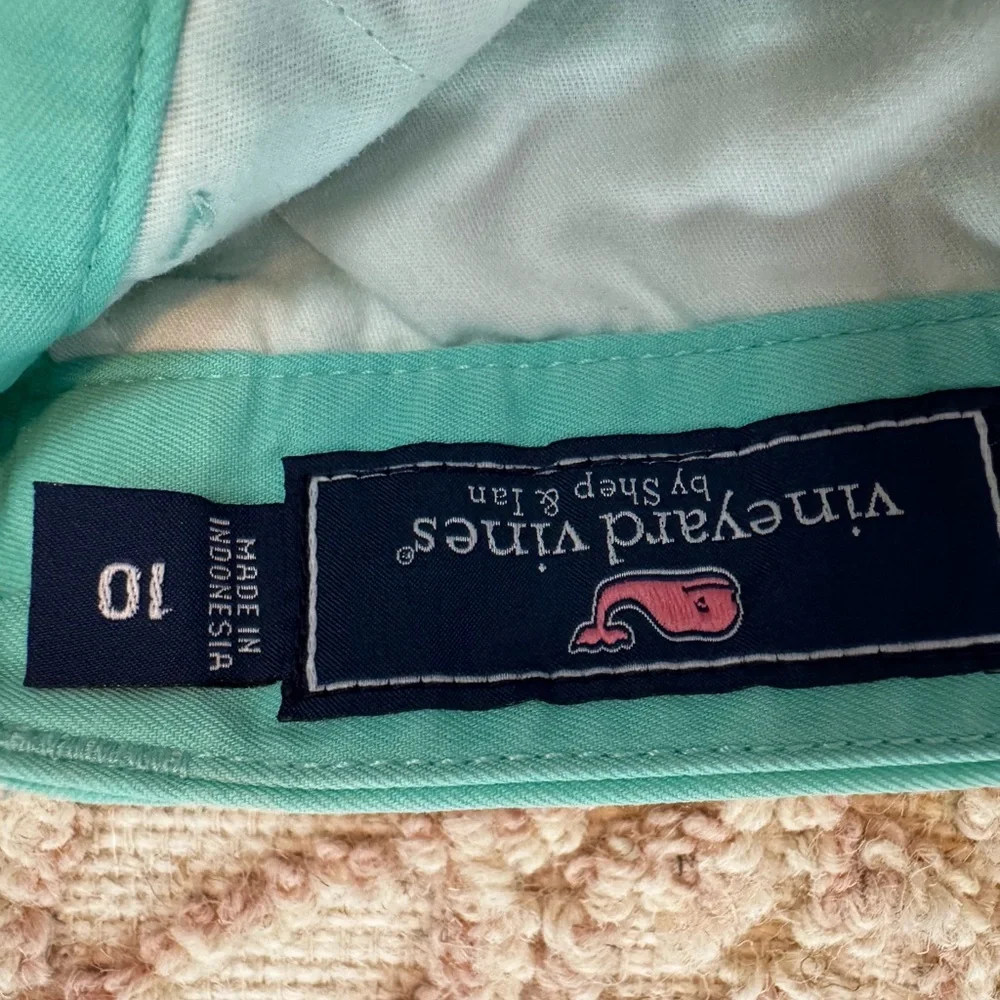 vineyard vines®
by Shep & Ian
MADE IN
INDONESIA
10